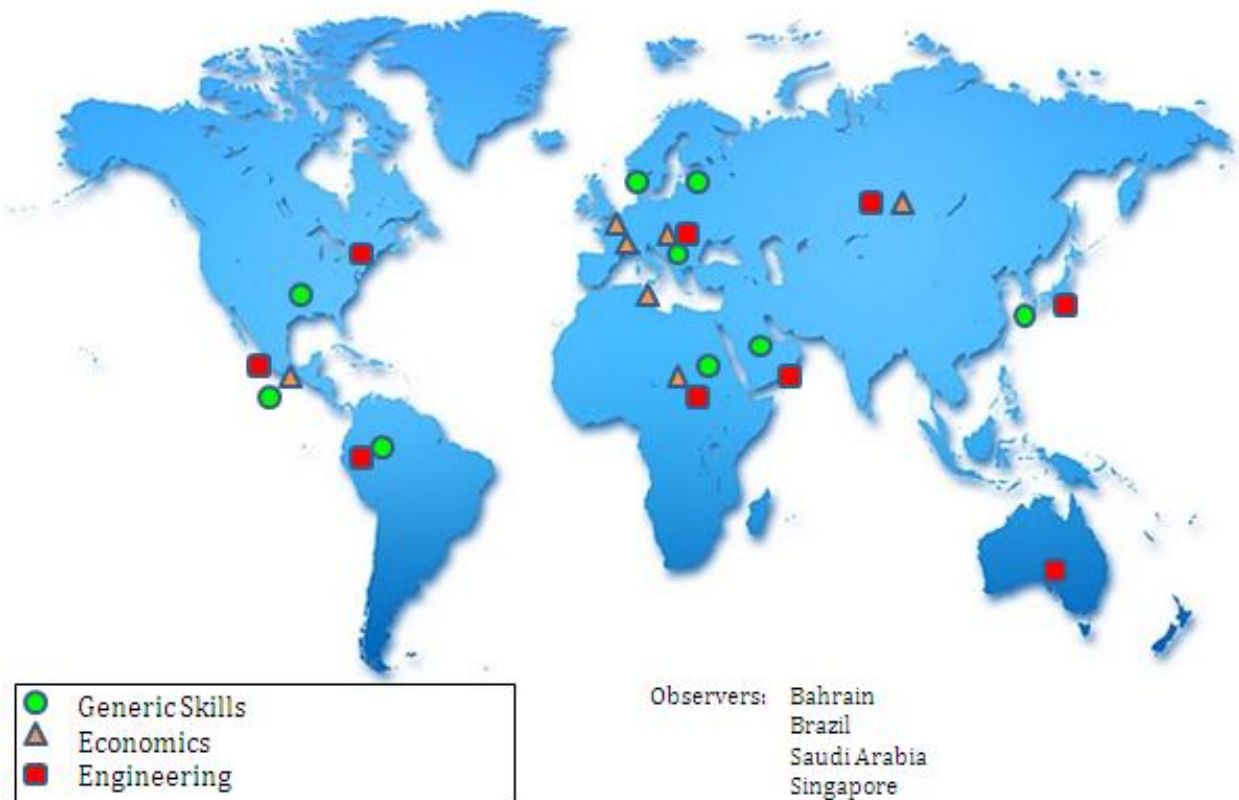 Generic Skills
Economics
Engineering
Observers: Bahrain
Brazil
Saudi Arabia
Singapore